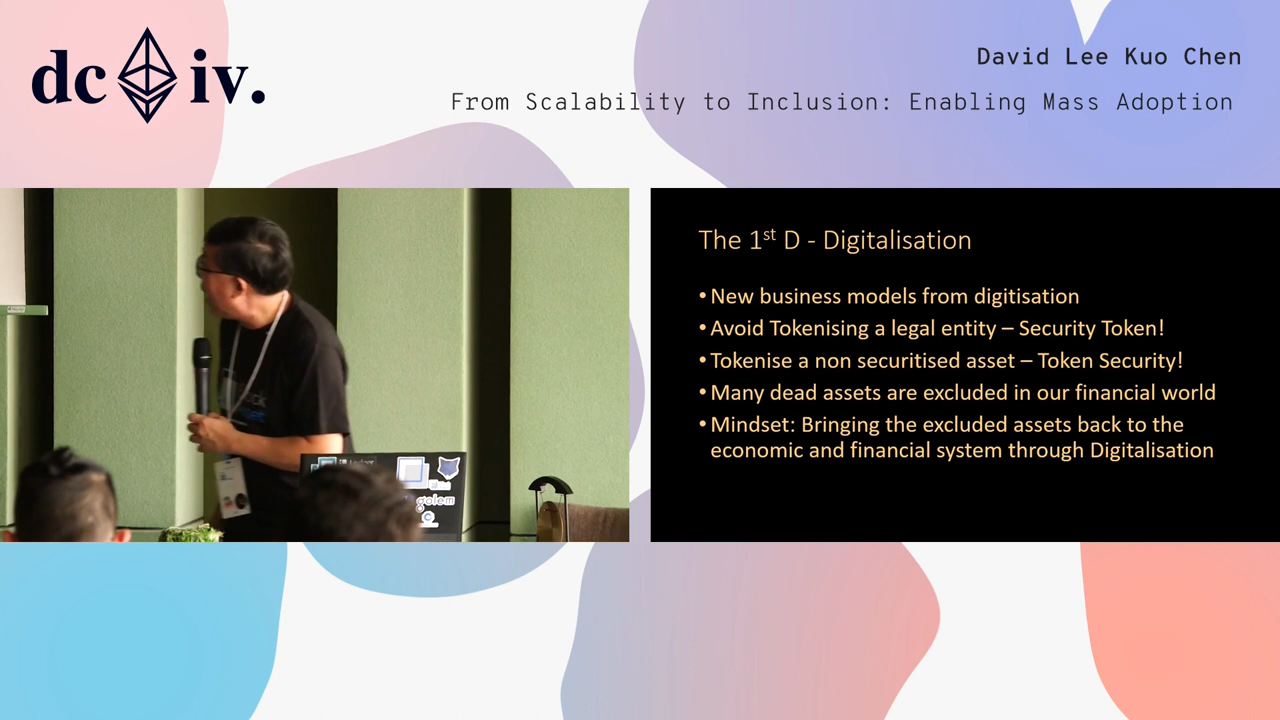 dc iv.
David Lee Kuo Chen
From Scalability to Inclusion: Enabling Mass Adoption
The 1st D - Digitalisation
• New business models from digitisation
• Avoid Tokenising a legal entity – Security Token!
• Tokenise a non securitised asset – Token Security!
• Many dead assets are excluded in our financial world
• Mindset: Bringing the excluded assets back to the
economic and financial system through Digitalisation
golem